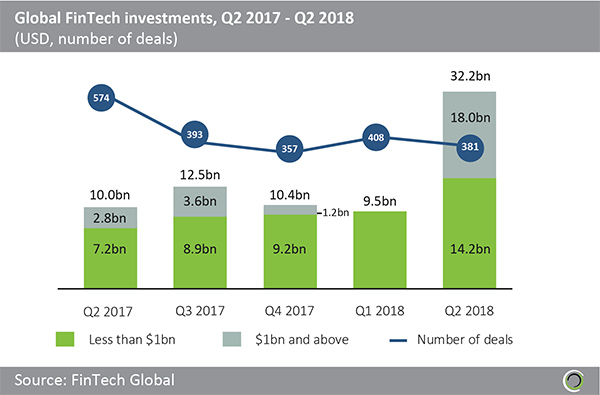 Global FinTech investments, Q2 2017 - Q2 2018
(USD, number of deals)
32.2bn
574
18.0bn
393
408
357
381
12.5bn
10.0bn
10.4bn
9.5bn
3.6bn
2.8bn
1.2bn
7.2bn
8.9bn
9.2bn
14.2bn
Q2 2017 Q3 2017 Q4 2017 Q1 2018 Q2 2018
Less than $1bn $1bn and above Number of deals
Source: FinTech Global